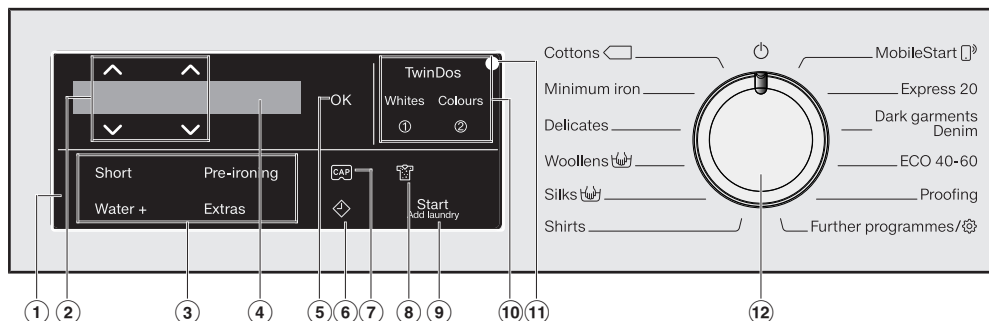 OK
TwinDos
Whites Colours
① ②
Short Pre-ironing
Water + Extras
CAP
Start
Add laundry
Cottons
Minimum iron
Delicates
Woollens
Silks
Shirts
MobileStart
Express 20
Dark garments
Denim
ECO 40-60
Proofing
Further programmes/
① ② ③ ④ ⑤ ⑥ ⑦ ⑧ ⑨ ⑩ ⑪ ⑫